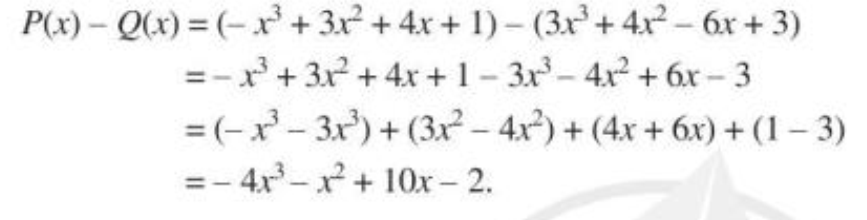 P(x) – Q(x) = (– x³ + 3x² + 4x + 1) – (3x³ + 4x² – 6x + 3)
= – x³ + 3x² + 4x + 1 – 3x³ – 4x² + 6x – 3
= (– x³ – 3x³) + (3x² – 4x²) + (4x + 6x) + (1 – 3)
= – 4x³ – x² + 10x – 2.